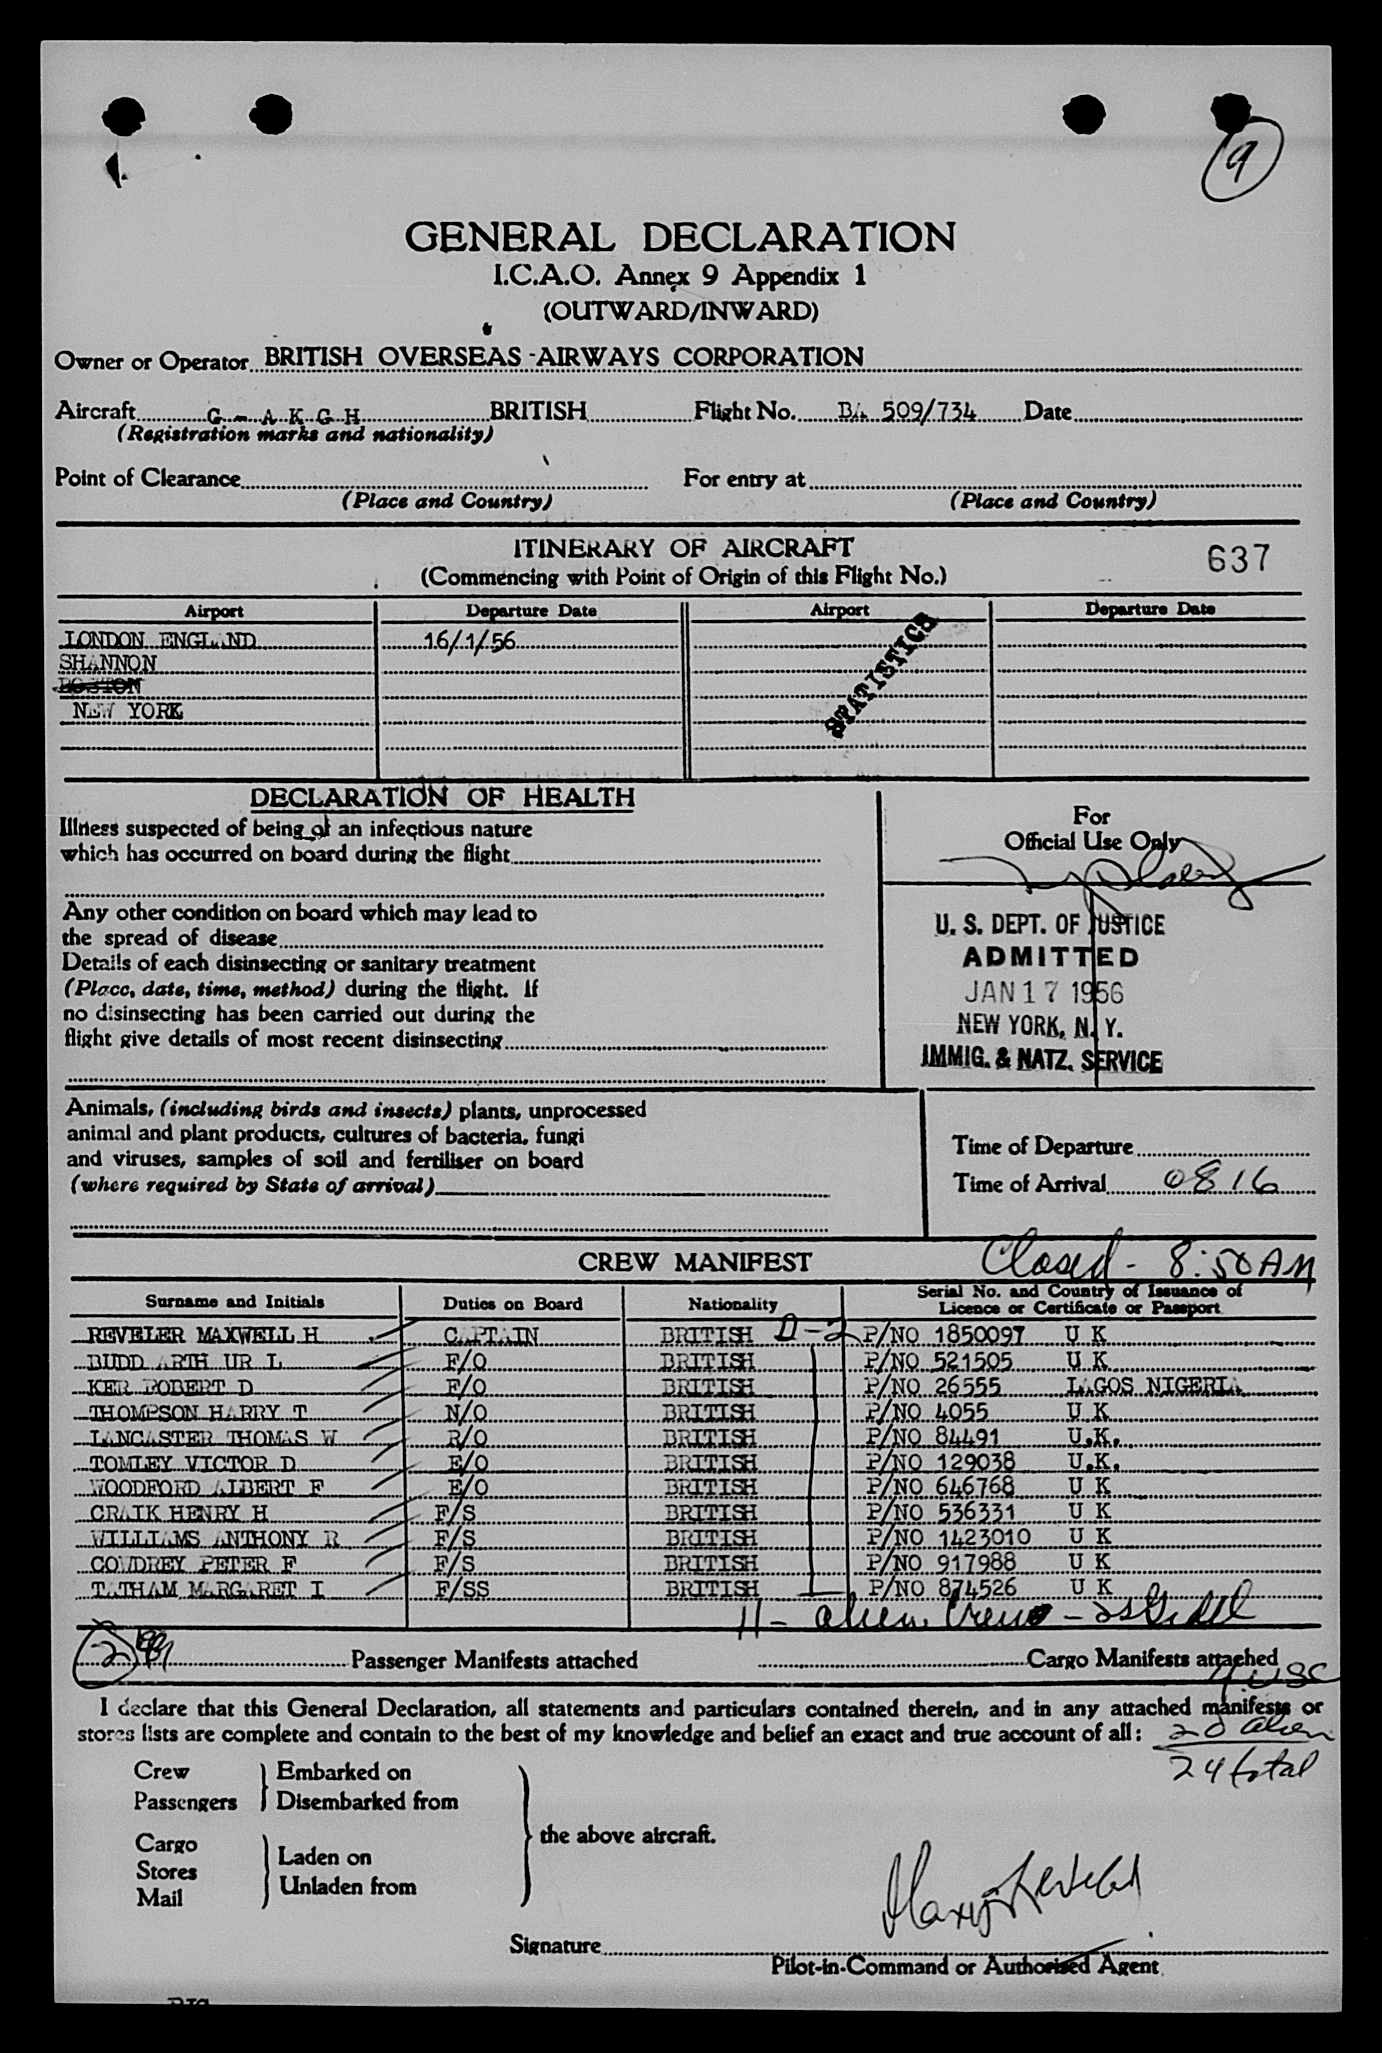 9
GENERAL DECLARATION
I.C.A.O. Annex 9 Appendix 1
(OUTWARD/INWARD)
Owner or Operator BRITISH OVERSEAS AIRWAYS CORPORATION
Aircraft G - A K G H BRITISH Flight No. BA 509/734 Date
(Registration marks and nationality)
Point of Clearance For entry at
(Place and Country) (Place and Country)
ITINERARY OF AIRCRAFT 637
(Commencing with Point of Origin of this Flight No.)
Airport Departure Date Airport Departure Date
LONDON ENGLAND 16/1/56
SHANNON
BOSTON
NEW YORK
STATISTICS
DECLARATION OF HEALTH
Illness suspected of being of an infectious nature
which has occurred on board during the flight
Any other condition on board which may lead to
the spread of disease
Details of each disinsecting or sanitary treatment
(Place, date, time, method) during the flight. If
no disinsecting has been carried out during the
flight give details of most recent disinsecting
For
Official Use Only
U. S. DEPT. OF JUSTICE
ADMITTED
JAN 17 1956
NEW YORK, N. Y.
IMMIG. & NATZ. SERVICE
Animals, (including birds and insects) plants, unprocessed
animal and plant products, cultures of bacteria, fungi
and viruses, samples of soil and fertiliser on board
(where required by State of arrival)
Time of Departure
Time of Arrival 0816
CREW MANIFEST Closed - 8:50 AM
Surname and Initials Duties on Board Nationality Serial No. and Country of Issuance of
Licence or Certificate or Passport
REVELER MAXWELL H CAPTAIN BRITISH D-2 P/NO 1850097 U K
BUDD ARTH UR L F/O BRITISH P/NO 521505 U K
KER ROBERT D F/O BRITISH P/NO 26555 LAGOS NIGERIA
THOMPSON HARRY T N/O BRITISH P/NO 4055 U K
LANCASTER THOMAS W R/O BRITISH P/NO 84491 U.K.
TOMLEY VICTOR D E/O BRITISH P/NO 129038 U.K.
WOODFORD ALBERT F E/O BRITISH P/NO 646768 U K
CRAIK HENRY H F/S BRITISH P/NO 536331 U K
WILLIAMS ANTHONY R F/S BRITISH P/NO 1423010 U K
COWDREY PETER F F/S BRITISH P/NO 917988 U K
TATHAM MARGARET I F/SS BRITISH P/NO 874526 U K
11 - alien Crew
2 Passenger Manifests attached Cargo Manifests attached
4 USC
I declare that this General Declaration, all statements and particulars contained therein, and in any attached manifests or
stores lists are complete and contain to the best of my knowledge and belief an exact and true account of all:
20 alien
24 total
Crew Embarked on
Passengers Disembarked from
the above aircraft.
Cargo Laden on
Stores
Mail Unladen from
Signature
Pilot-in-Command or Authorised Agent